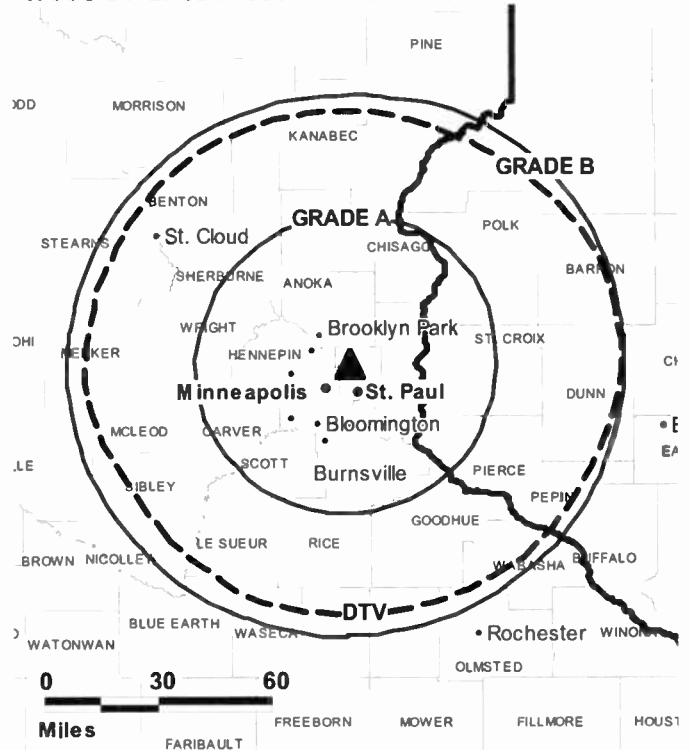 PINE
MORRISON
KANABEC
GRADE B
BENTON
GRADE A
POLK
St. Cloud
STEARNS
CHISAGO
SHERBURNE
ANOKA
BARRON
WRIGHT
Brooklyn Park
ST. CROIX
HENNEPIN
MEEKER
Minneapolis
St. Paul
DUNN
MCLEOD
CARVER
Bloomington
SCOTT
Burnsville
PIERCE
SIBLEY
PEPIN
GOODHUE
LE SUEUR
RICE
BROWN
NICOLLET
WABASHA
BUFFALO
DTV
BLUE EARTH
WASECA
Rochester
WATONWAN
OLMSTED
0 30 60
Miles
FREEBORN
MOWER
FILLMORE
FARIBAULT